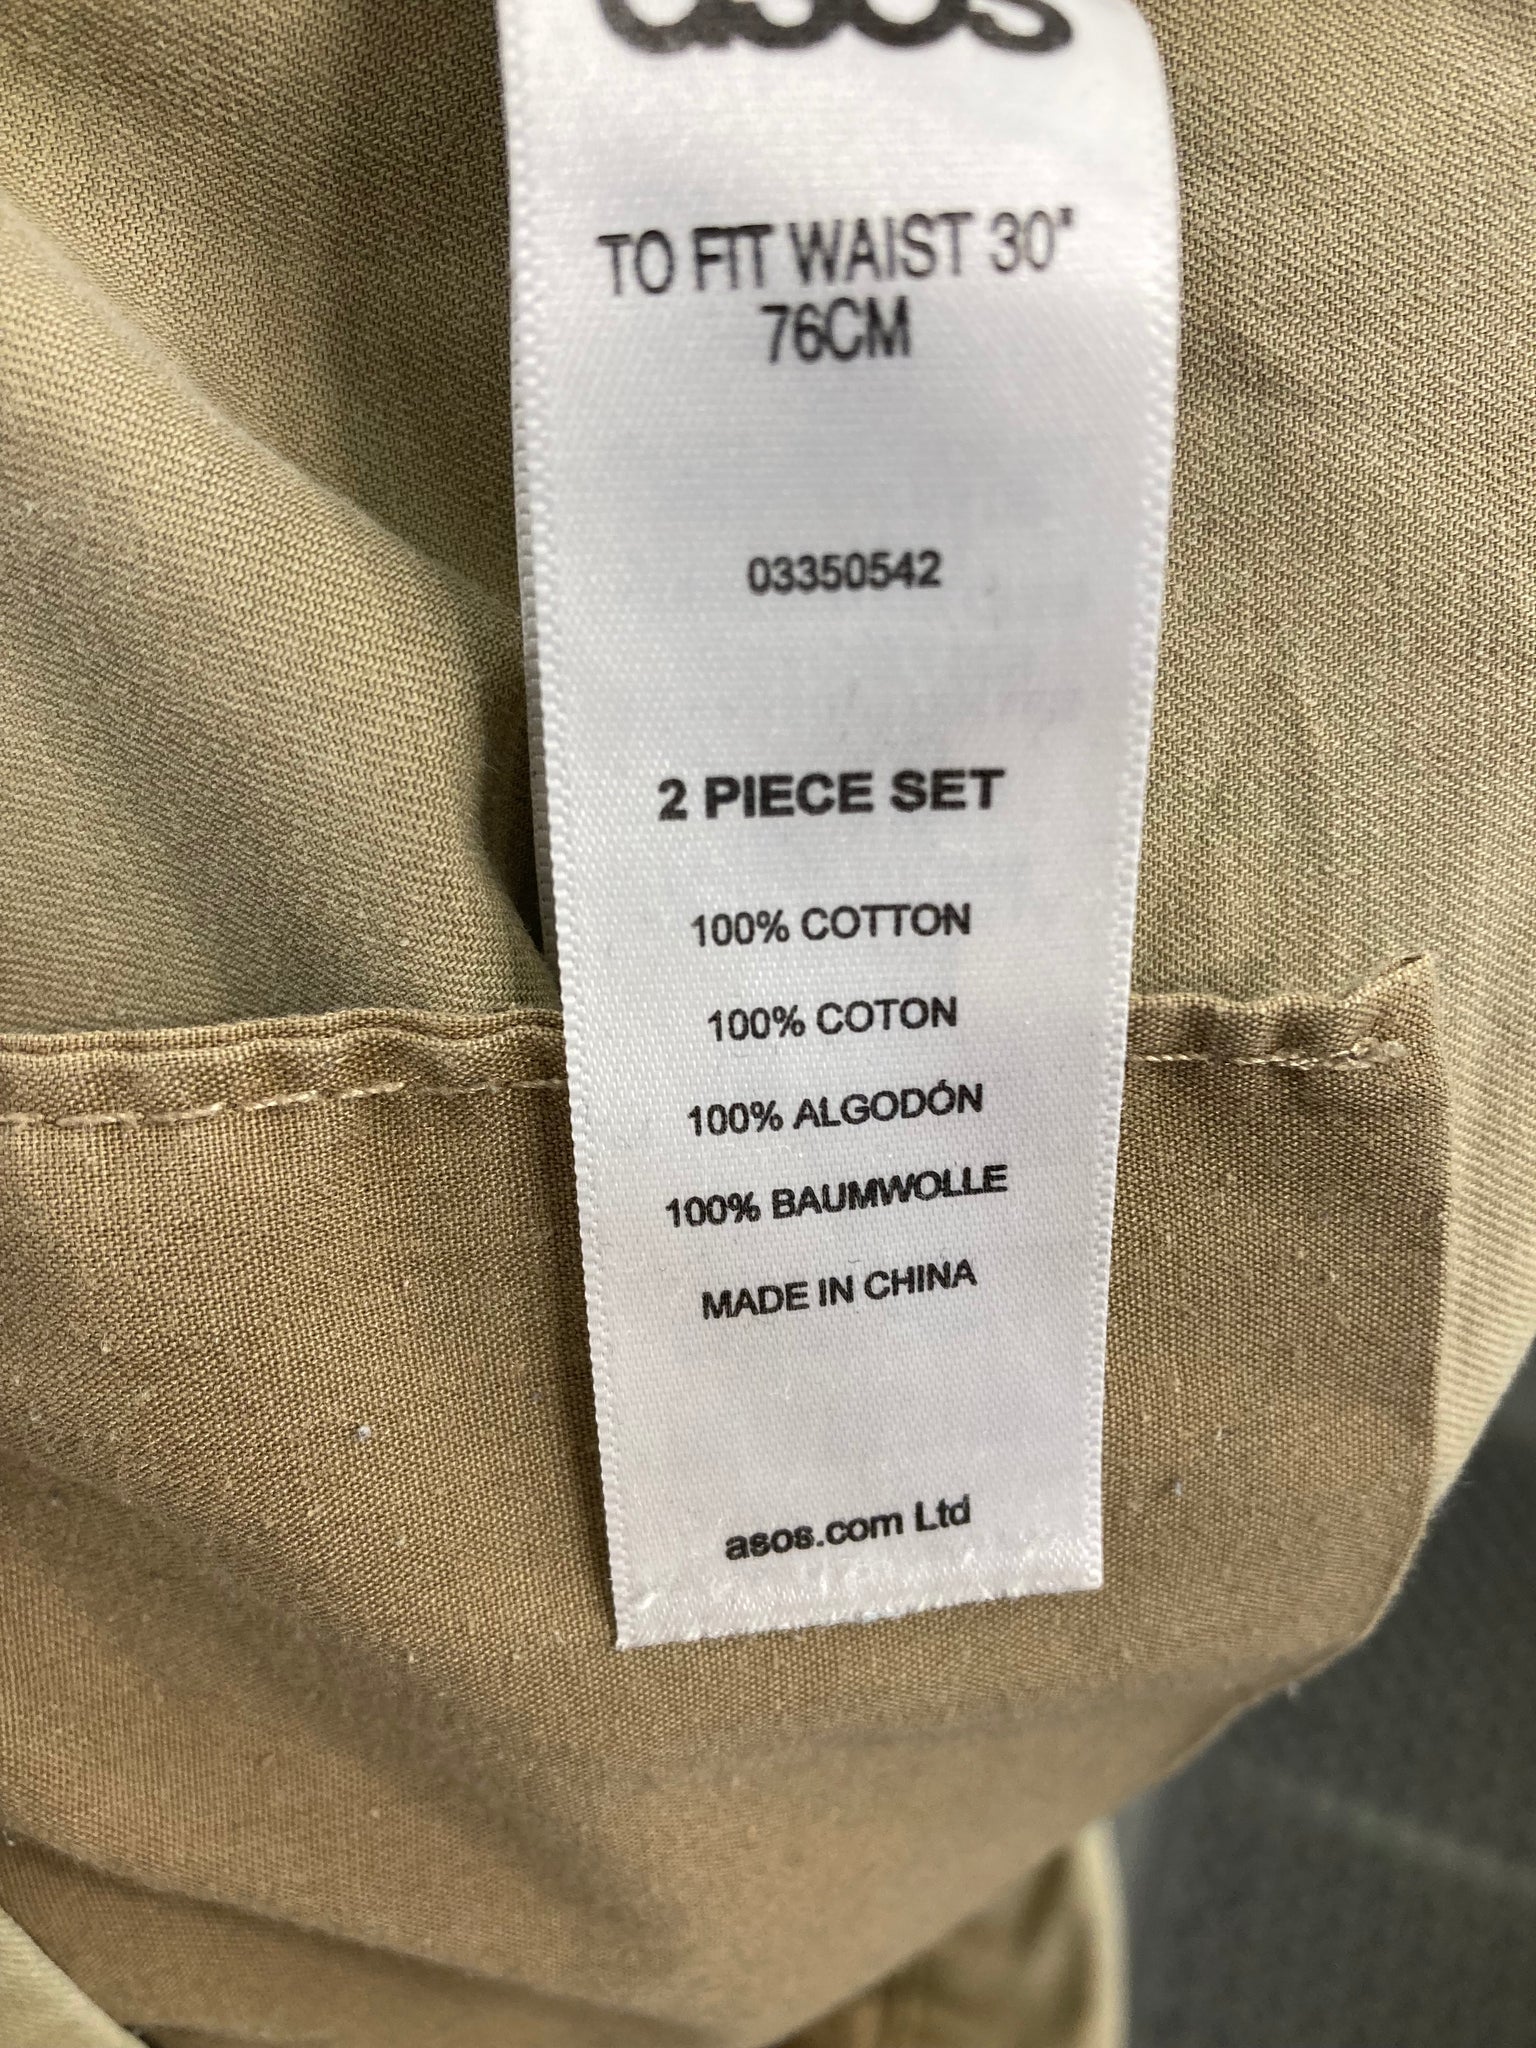 asos
TO FIT WAIST 30"
76CM
03350542
2 PIECE SET
100% COTTON
100% COTON
100% ALGODÓN
100% BAUMWOLLE
MADE IN CHINA
asos.com Ltd